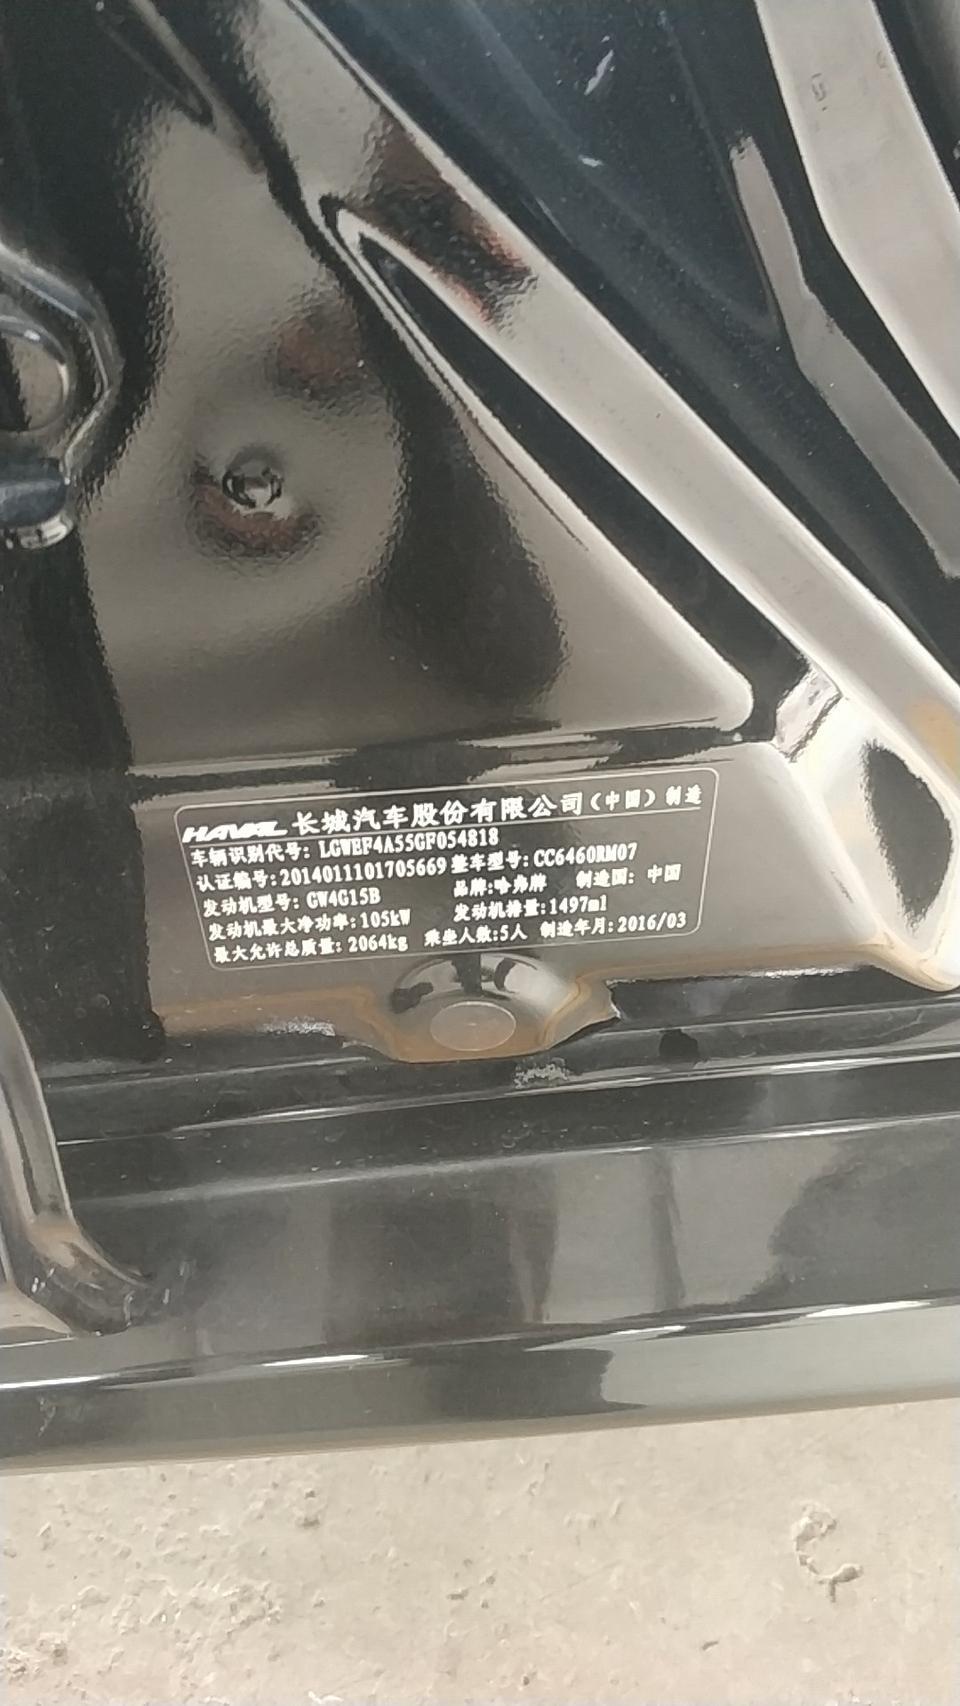 HAVAL 长城汽车股份有限公司（中国）制造
车辆识别代号: LGWEF4A55GF054818
认证编号:2014011101705669 整车型号:CC6460RM07
发动机型号: GW4G15B 品牌:哈弗牌 制造国: 中国
发动机最大净功率:105kW 发动机排量:1497ml
最大允许总质量: 2064kg 乘坐人数:5人 制造年月:2016/03